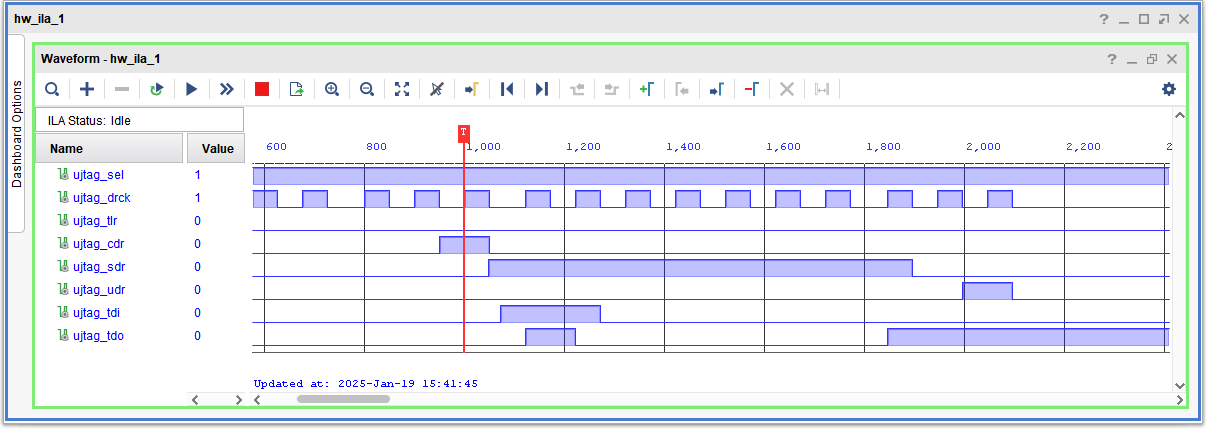 hw_ila_1
Dashboard Options
Waveform - hw_ila_1
ILA Status: Idle
T
Name Value
600 800 1,000 1,200 1,400 1,600 1,800 2,000 2,200 2
ujtag_sel 1
ujtag_drck 1
ujtag_tlr 0
ujtag_cdr 0
ujtag_sdr 0
ujtag_udr 0
ujtag_tdi 0
ujtag_tdo 0
Updated at: 2025-Jan-19 15:41:45